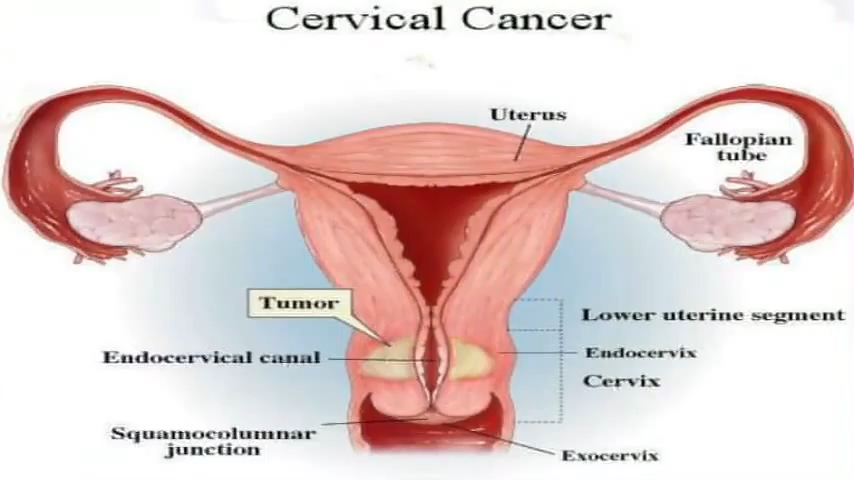 Cervical Cancer
Uterus
Fallopian
tube
Tumor
Lower uterine segment
Endocervical canal
Endocervix
Cervix
Squamocolumnar
junction
Exocervix